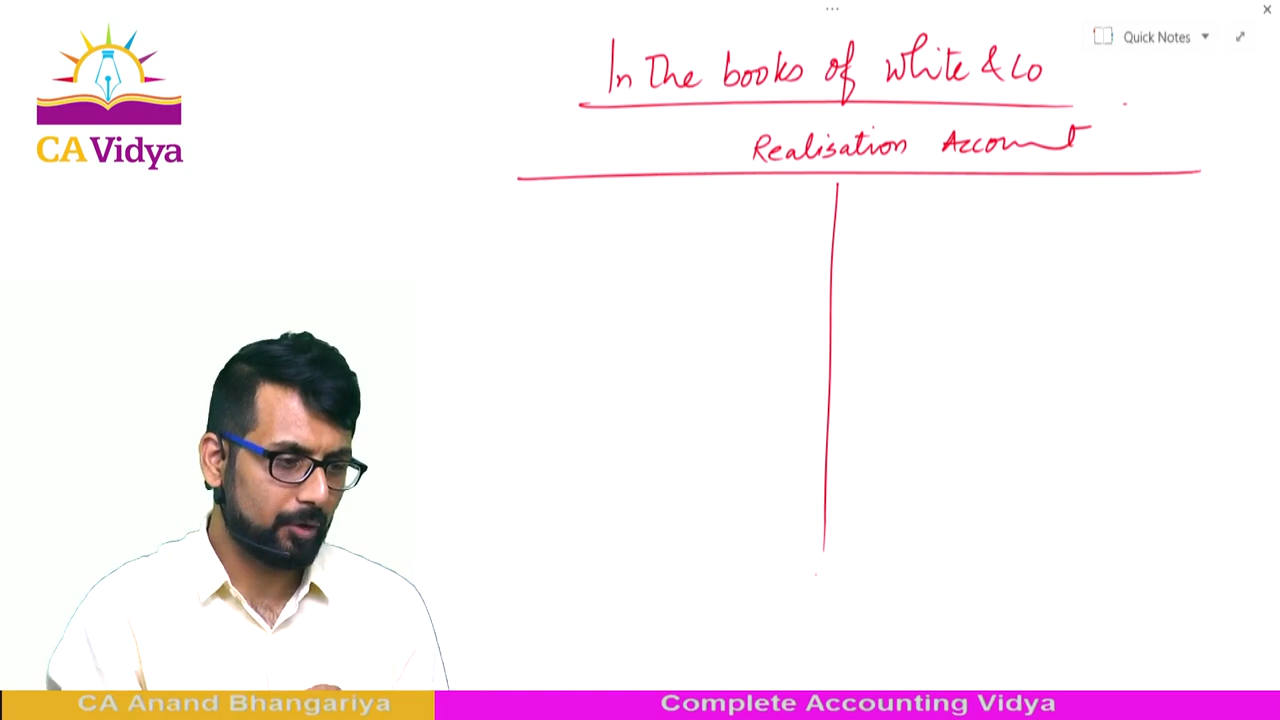 In The books of White & Co
Quick Notes
Realisation Account
CA Vidya
CA Anand Bhangariya
Complete Accounting Vidya